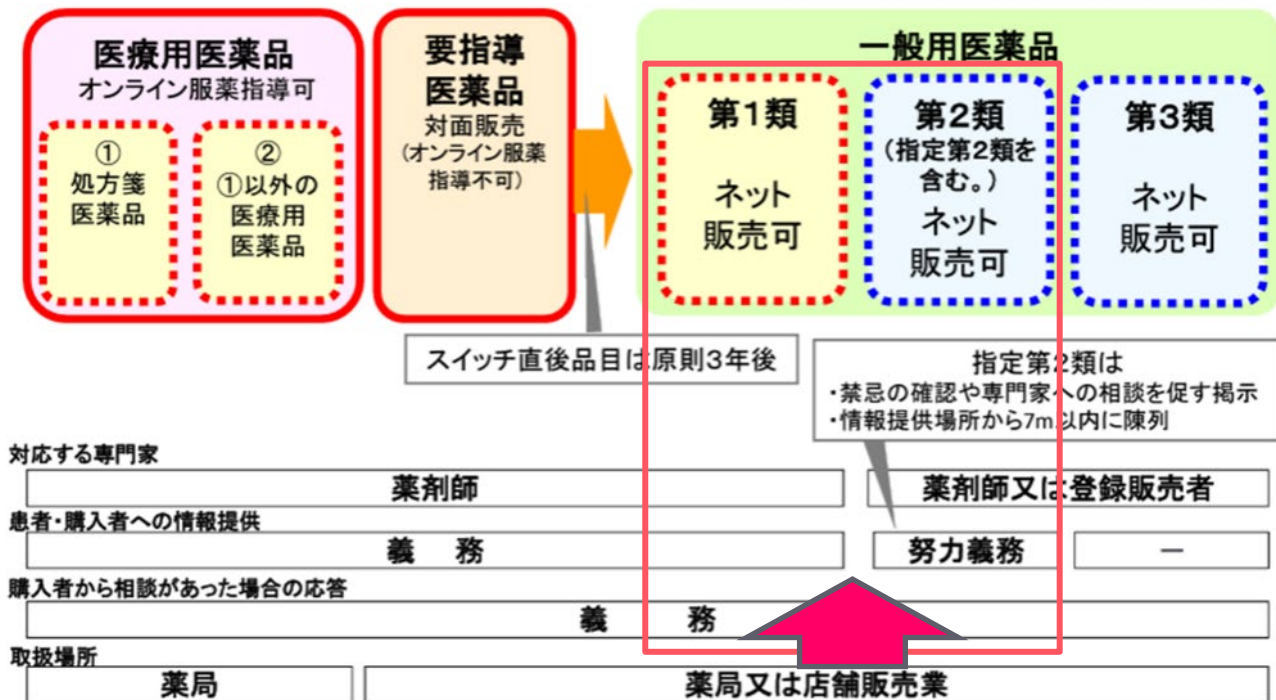 医療用医薬品
オンライン服薬指導可
①
処方箋
医薬品
②
①以外の
医療用
医薬品
要指導
医薬品
対面販売
(オンライン服薬
指導不可)
一般用医薬品
第1類
ネット
販売可
第2類
(指定第2類を
含む。)
ネット
販売可
第3類
ネット
販売可
スイッチ直後品目は原則3年後
指定第2類は
・禁忌の確認や専門家への相談を促す掲示
・情報提供場所から7m以内に陳列
対応する専門家
薬剤師
薬剤師又は登録販売者
患者・購入者への情報提供
義 務
努力義務
－
購入者から相談があった場合の応答
義 務
取扱場所
薬局
薬局又は店舗販売業